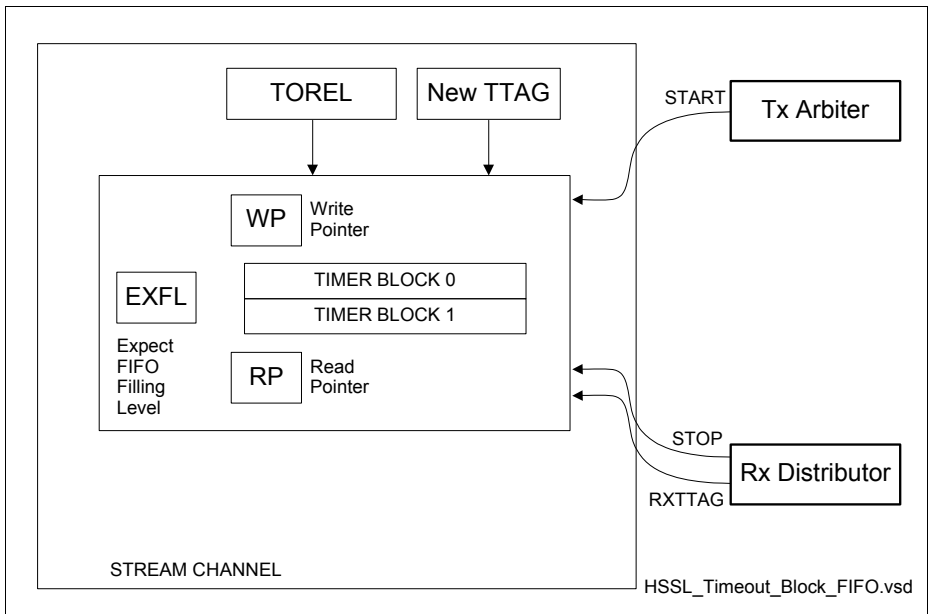 TOREL
New TTAG
START
Tx Arbiter
WP
Write
Pointer
TIMER BLOCK 0
EXFL
TIMER BLOCK 1
Expect
FIFO
Filling
Level
RP
Read
Pointer
STOP
Rx Distributor
RXTTAG
STREAM CHANNEL
HSSL_Timeout_Block_FIFO.vsd